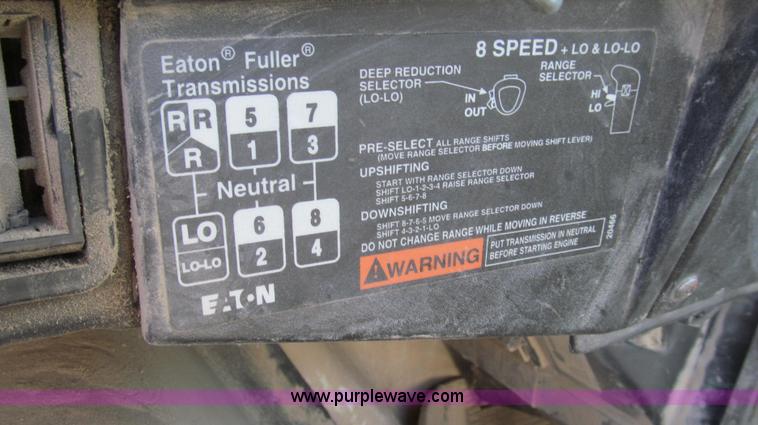 Eaton® Fuller®
Transmissions
8 SPEED + LO & LO-LO
DEEP REDUCTION
SELECTOR
(LO-LO)
IN
OUT
RANGE
SELECTOR
HI
LO
R R
R
5
1
7
3
Neutral
LO
LO-LO
6
2
8
4
EATON
PRE-SELECT ALL RANGE SHIFTS
(MOVE RANGE SELECTOR BEFORE MOVING SHIFT LEVER)
UPSHIFTING
START WITH RANGE SELECTOR DOWN
SHIFT LO-1-2-3-4 RAISE RANGE SELECTOR
SHIFT 5-6-7-8
DOWNSHIFTING
SHIFT 8-7-6-5 MOVE RANGE SELECTOR DOWN
SHIFT 4-3-2-1-LO
DO NOT CHANGE RANGE WHILE MOVING IN REVERSE
WARNING
PUT TRANSMISSION IN NEUTRAL
BEFORE STARTING ENGINE
20466
www.purplewave.com